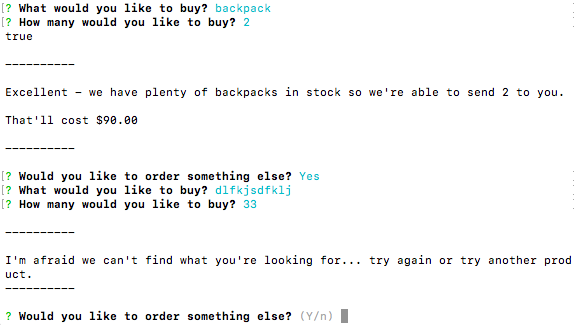 [? What would you like to buy? backpack
[? How many would you like to buy? 2
true

----------

Excellent - we have plenty of backpacks in stock so we're able to send 2 to you.

That'll cost $90.00

----------

[? Would you like to order something else? Yes
[? What would you like to buy? dlfkjsdfklj
[? How many would you like to buy? 33

----------

I'm afraid we can't find what you're looking for... try again or try another prod
uct.
----------

? Would you like to order something else? (Y/n)